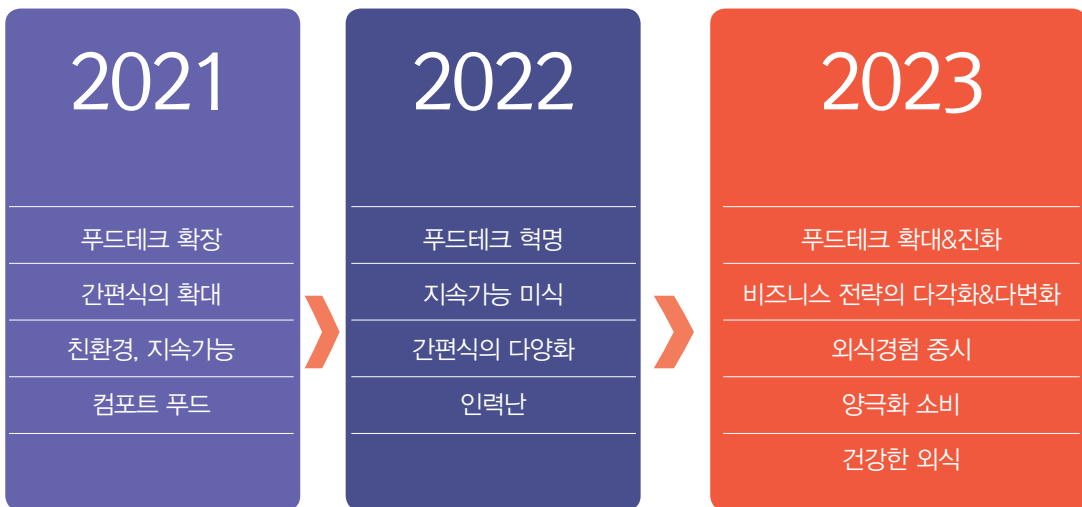 2021
푸드테크 확장
간편식의 확대
친환경, 지속가능
컴포트 푸드
2022
푸드테크 혁명
지속가능 미식
간편식의 다양화
인력난
2023
푸드테크 확대&진화
비즈니스 전략의 다각화&다변화
외식경험 중시
양극화 소비
건강한 외식